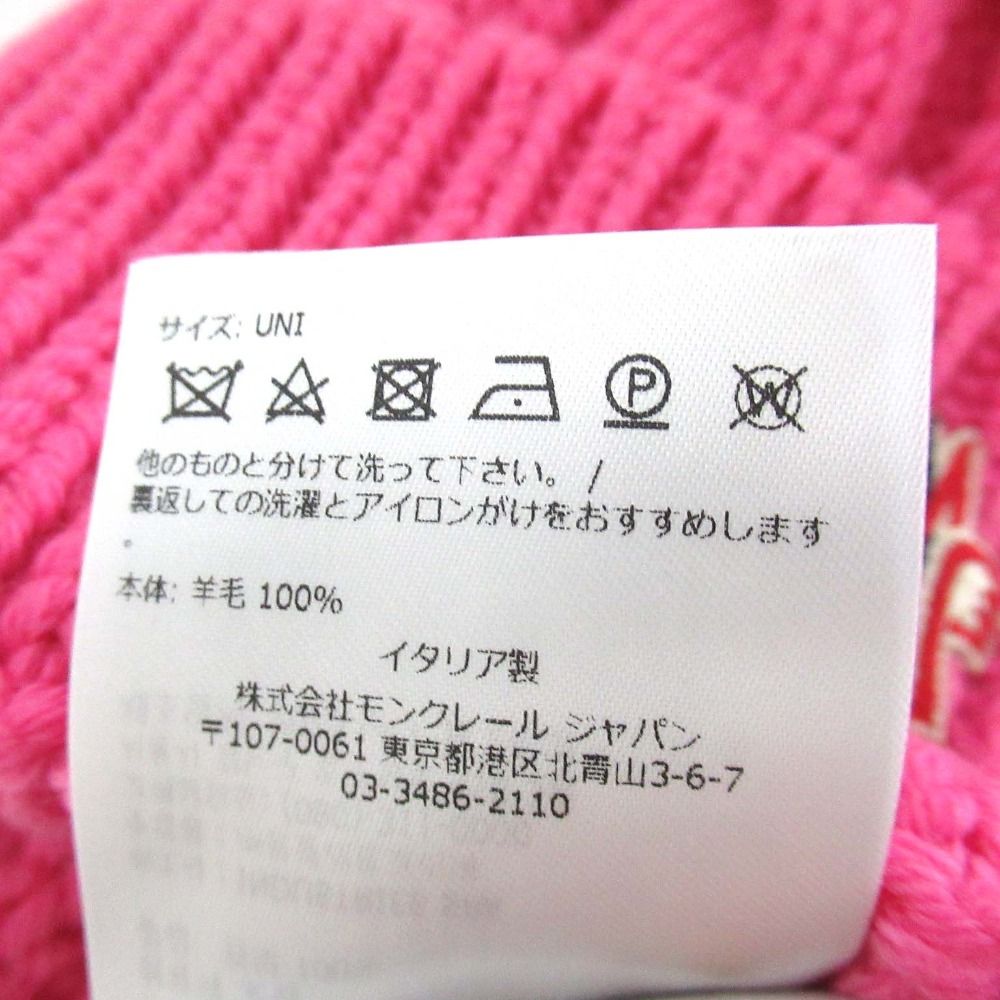 サイズ: UNI
P
W
他のものと分けて洗って下さい。 /
裏返しての洗濯とアイロンがけをおすすめします
。
本体: 羊毛 100%
イタリア製
株式会社モンクレール ジャパン
〒107-0061 東京都港区北青山3-6-7
03-3486-2110